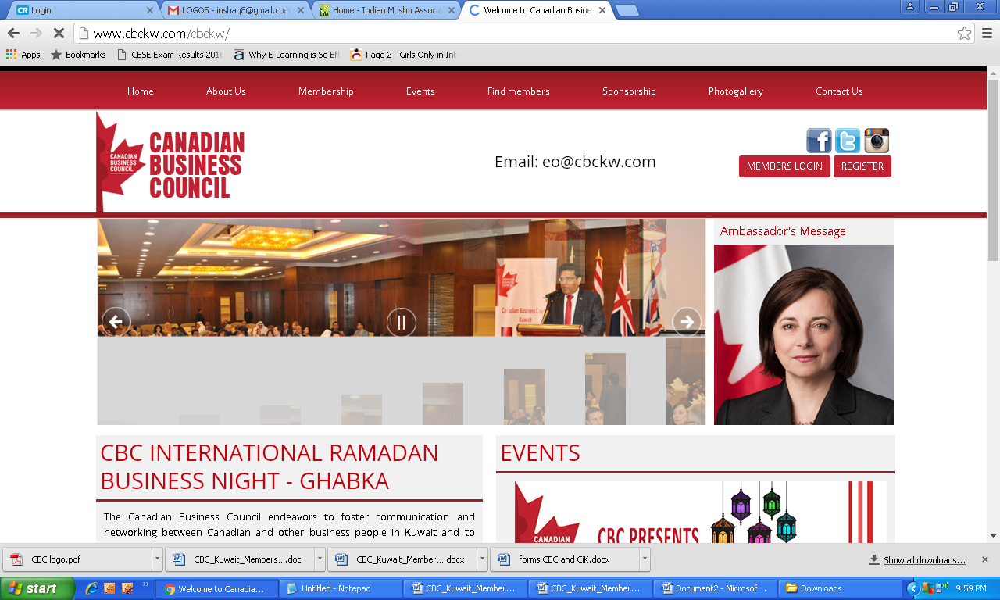 Login
LOGOS - inshaq8@gmail.com
Home - Indian Muslim Associa
Welcome to Canadian Busine
www.cbckw.com/cbckw/
Apps
Bookmarks
CBSE Exam Results 2016
Why E-Learning is So Eff
Page 2 - Girls Only in Int
Home
About Us
Membership
Events
Find members
Sponsorship
Photogallery
Contact Us
CANADIAN
BUSINESS
COUNCIL
CANADIAN
BUSINESS
COUNCIL
Email: eo@cbckw.com
MEMBERS LOGIN
REGISTER
Ambassador's Message
Canadian Business Coun
Kuwait
CBC INTERNATIONAL RAMADAN
BUSINESS NIGHT - GHABKA
The Canadian Business Council endeavors to foster communication and
networking between Canadian and other business people in Kuwait and to
EVENTS
CANADIAN
CBC PRESENTS
CBC logo.pdf
CBC_Kuwait_Members....doc
CBC_Kuwait_Member....docx
forms CBC and CiK.docx
Show all downloads...
start
Welcome to Canadia...
Untitled - Notepad
CBC_Kuwait_Member...
CBC_Kuwait_Member...
Document2 - Microsof...
Downloads
9:59 PM